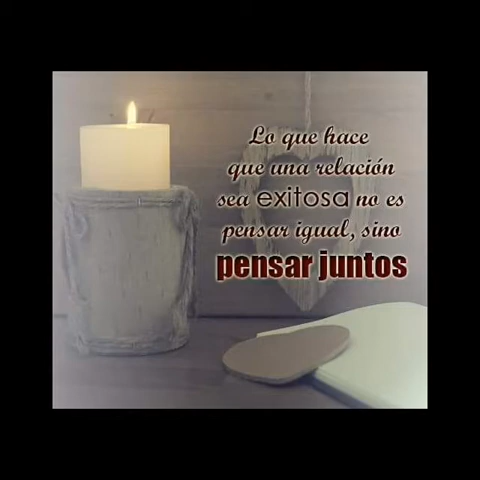 Lo que hace
que una relación
sea exitosa no es
pensar igual, sino
pensar juntos